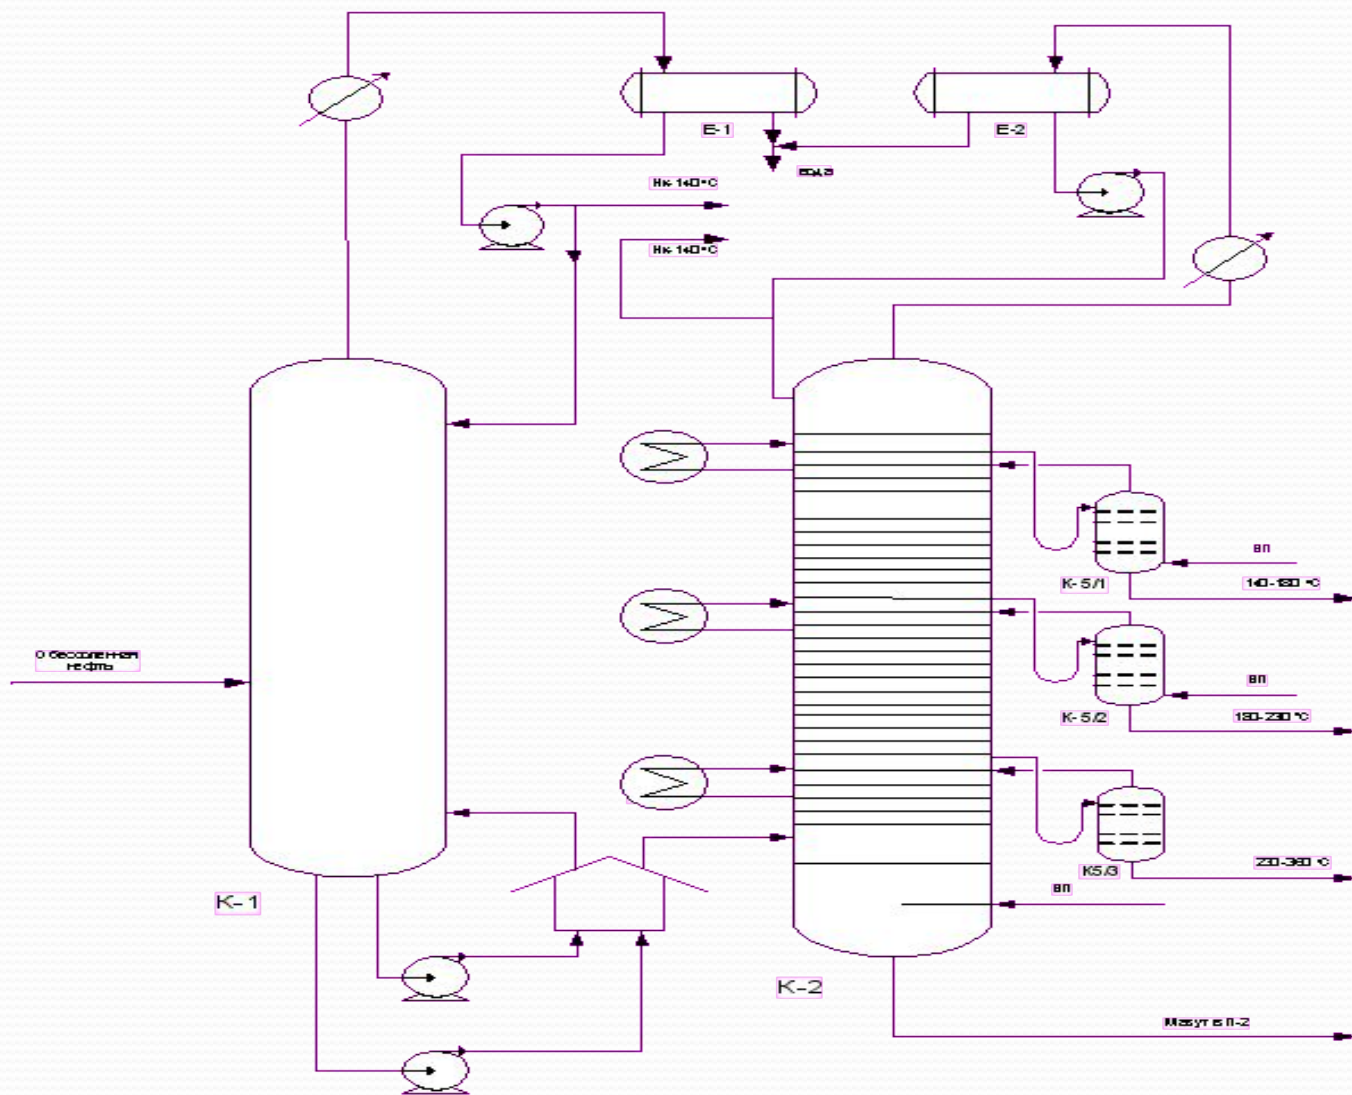 Е-1
Е-2
вода
Нк-140°С
Нк-140°С
вп
К-5/1
140-180 °С
Обессоленная
нефть
вп
К-5/2
180-230 °С
230-360 °С
К5/3
вп
К-1
К-2
Мазут в П-2